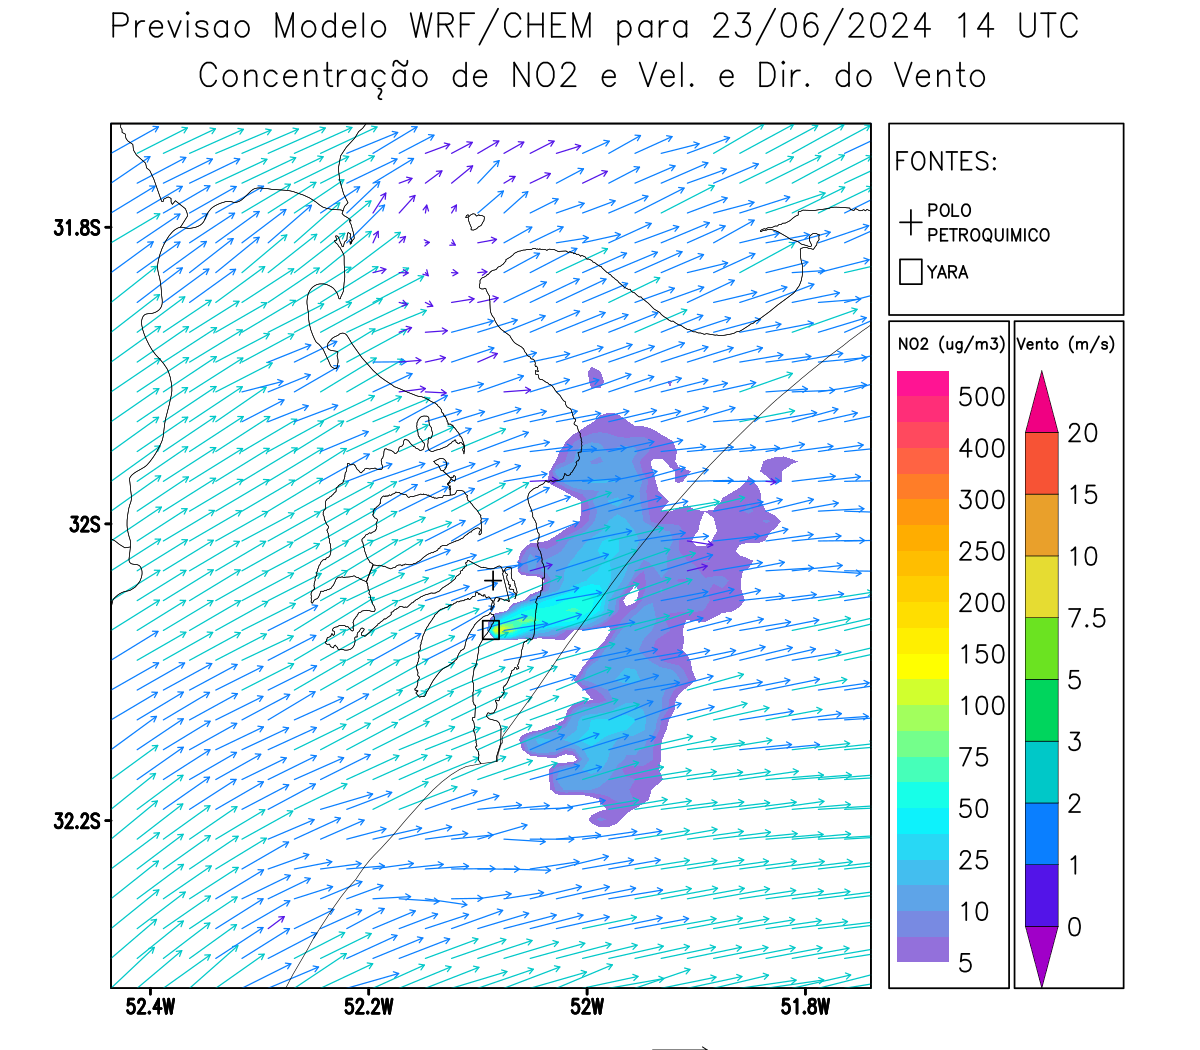 Previsao Modelo WRF/CHEM para 23/06/2024 14 UTC
Concentração de NO2 e Vel. e Dir. do Vento
FONTES:
POLO
PETROQUIMICO
YARA
NO2 (ug/m3)
500
400
300
250
200
150
100
75
50
25
10
5
Vento (m/s)
20
15
10
7.5
5
3
2
1
0
31.8S
32S
32.2S
52.4W
52.2W
52W
51.8W